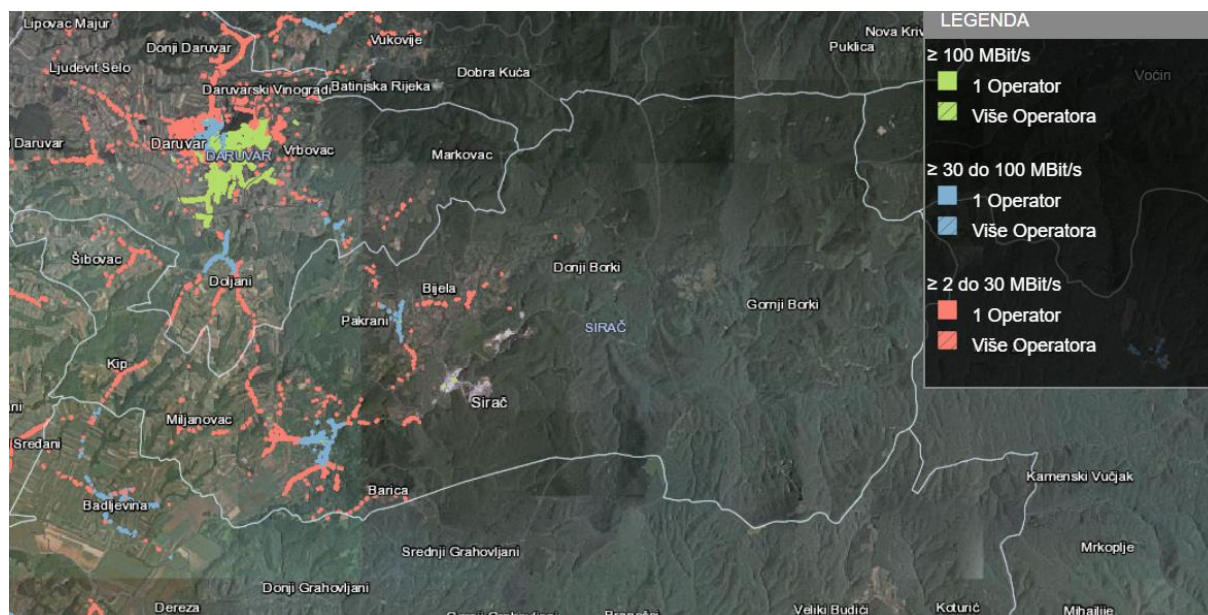 Lipovac Majur
Donji Daruvar
Vukovije
Ljudevit Selo
Dobra Kuća
Puklica
Nova Kriv
Daruvarski Vinogradi
Batinjska Rijeka
Daruvar
Daruvar
DARUVAR
Vrbovac
Markovac
Šibovac
Doljani
Donji Borki
Bijela
Gornji Borki
Pakrani
SIRAČ
Kip
Sirač
Miljanovac
Sređani
Barica
Badljevina
Kamenski Vučjak
Srednji Grahovljani
Mrkoplje
Donji Grahovljani
Dereza
Veliki Budići
Koturić
Mihalije
LEGENDA
≥ 100 MBit/s
1 Operator
Više Operatora
≥ 30 do 100 MBit/s
1 Operator
Više Operatora
≥ 2 do 30 MBit/s
1 Operator
Više Operatora
Voćin